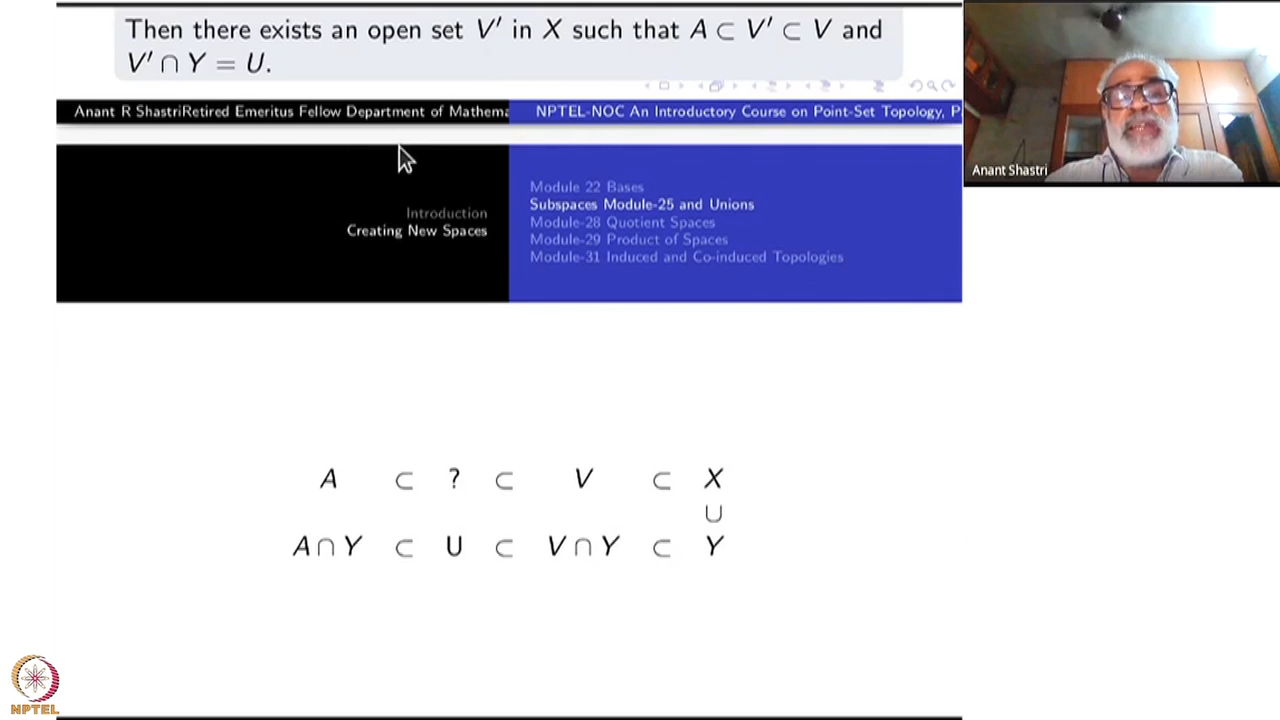 Then there exists an open set V′ in X such that A ⊂ V′ ⊂ V and
V′ ∩ Y = U.
Anant R ShastriRetired Emeritus Fellow Department of Mathema
NPTEL-NOC An Introductory Course on Point-Set Topology, P
Anant Shastri
Introduction
Creating New Spaces
Module 22 Bases
Subspaces Module-25 and Unions
Module-28 Quotient Spaces
Module-29 Product of Spaces
Module-31 Induced and Co-induced Topologies
A ⊂ ? ⊂ V ⊂ X
∪
A ∩ Y ⊂ U ⊂ V ∩ Y ⊂ Y
NPTEL